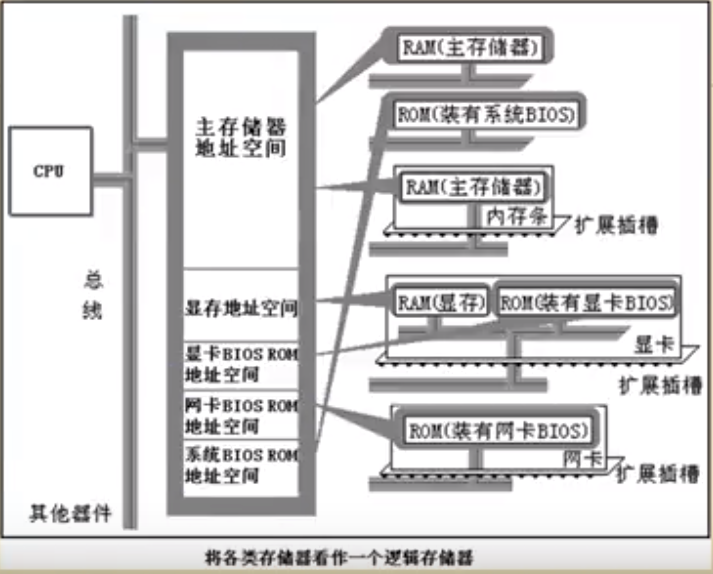 CPU
总
线
其他器件
主存储器
地址空间
显存地址空间
显卡BIOS ROM
地址空间
网卡BIOS ROM
地址空间
系统BIOS ROM
地址空间
RAM(主存储器)
ROM(装有系统BIOS)
RAM(主存储器)
内存条
扩展插槽
RAM(显存)
ROM(装有显卡BIOS)
显卡
扩展插槽
ROM(装有网卡BIOS)
网卡
扩展插槽
将各类存储器看作一个逻辑存储器